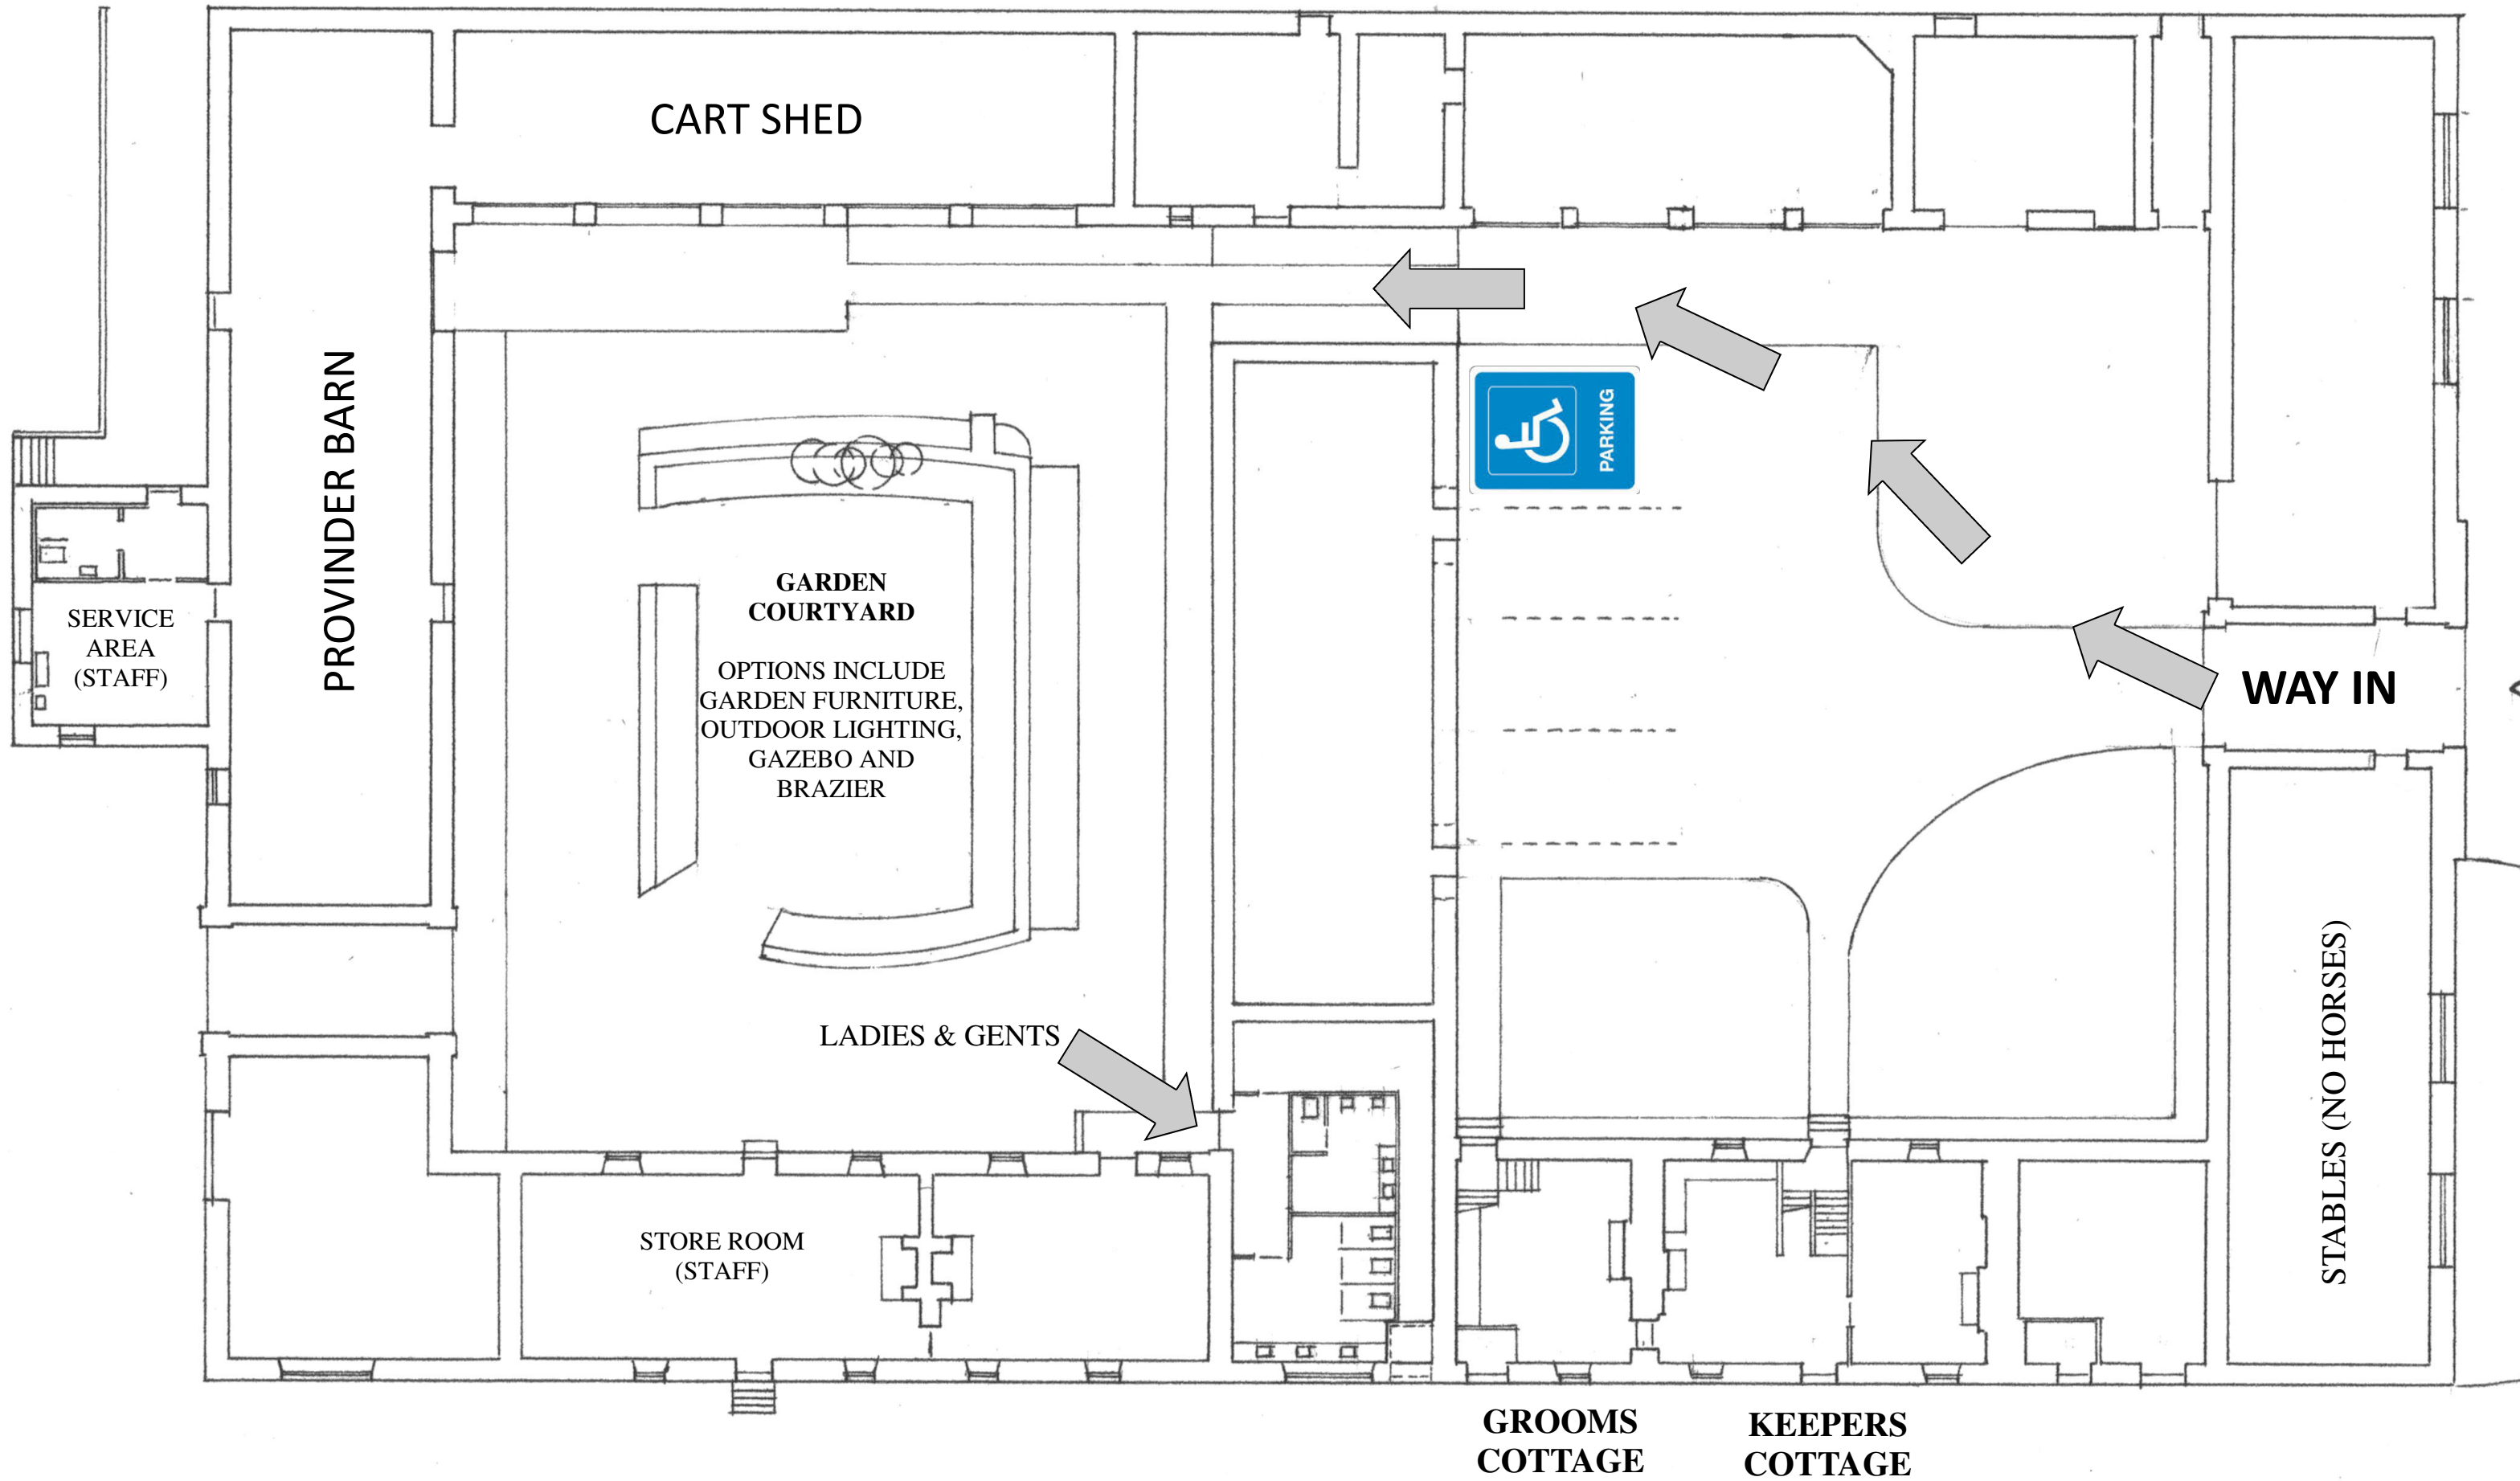 CART SHED
PROVINDER BARN
PARKING
GARDEN
COURTYARD
OPTIONS INCLUDE
GARDEN FURNITURE,
OUTDOOR LIGHTING,
GAZEBO AND
BRAZIER
SERVICE
AREA
(STAFF)
WAY IN
LADIES & GENTS
STABLES (NO HORSES)
STORE ROOM
(STAFF)
GROOMS
COTTAGE
KEEPERS
COTTAGE